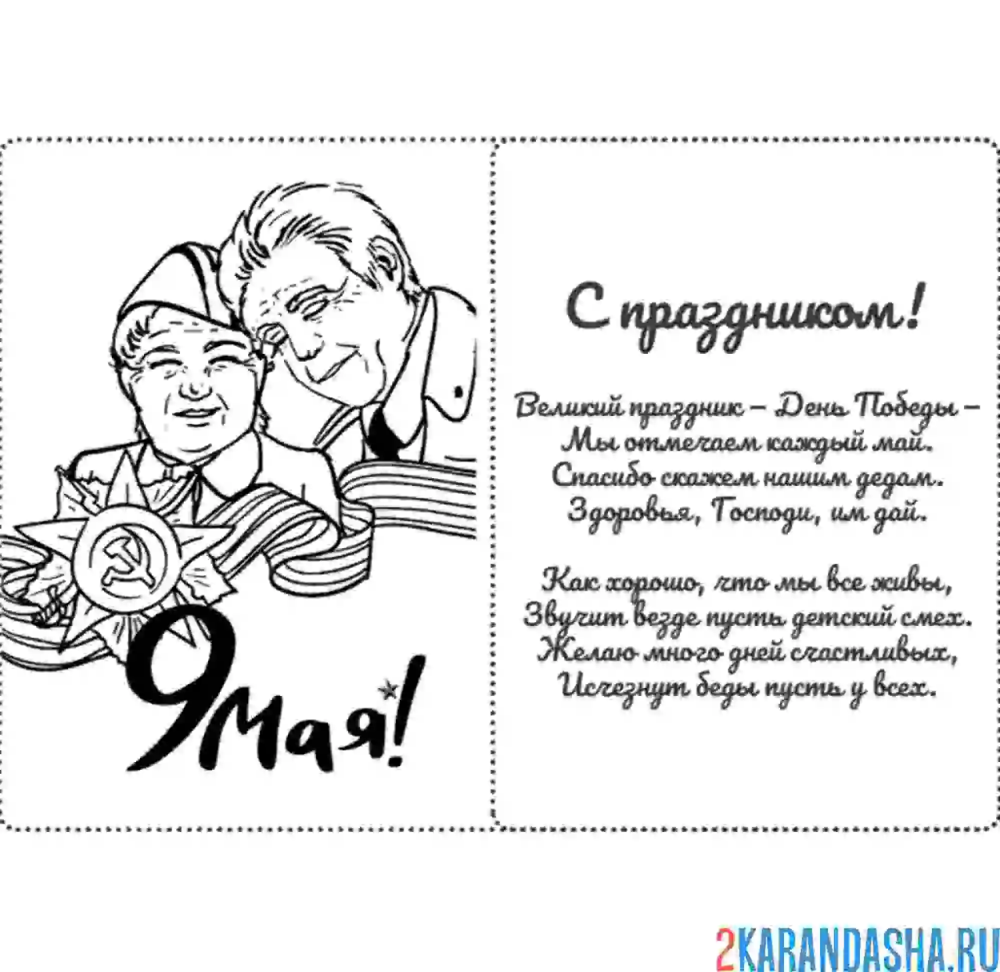 9 Мая!
С праздником!
Великий праздник – День Победы –
Мы отмечаем каждый май.
Спасибо скажем нашим дедам.
Здоровья, Господи, им дай.
Как хорошо, что мы все живы,
Звучит везде пусть детский смех.
Желаю много дней счастливых,
Исчезнут беды пусть у всех.
2KARANDASHA.RU